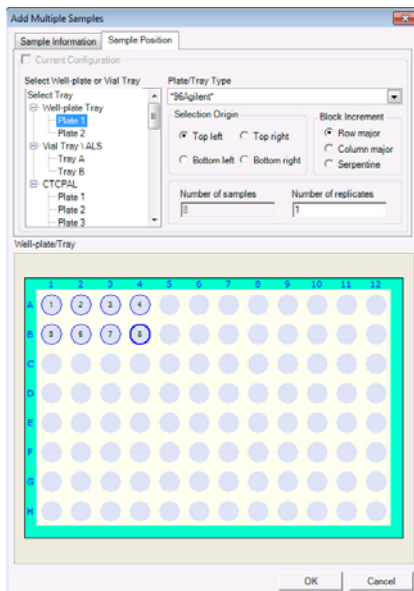 Add Multiple Samples
Sample Information Sample Position
Current Configuration
Select Well-plate or Vial Tray Plate/Tray Type
Select Tray
Well-plate Tray
Plate 1
Plate 2
Vial Tray \ ALS
Tray A
Tray B
CTCPAL
Plate 1
Plate 2
Plate 3
*96Agilent*
Selection Origin Block Increment
Top left Top right Row major
Column major
Bottom left Bottom right Serpentine
Number of samples Number of replicates
8 1
Well-plate/Tray
1 2 3 4 5 6 7 8 9 10 11 12
A 1 2 3 4
B 5 6 7 8
C
D
E
F
G
H
OK Cancel